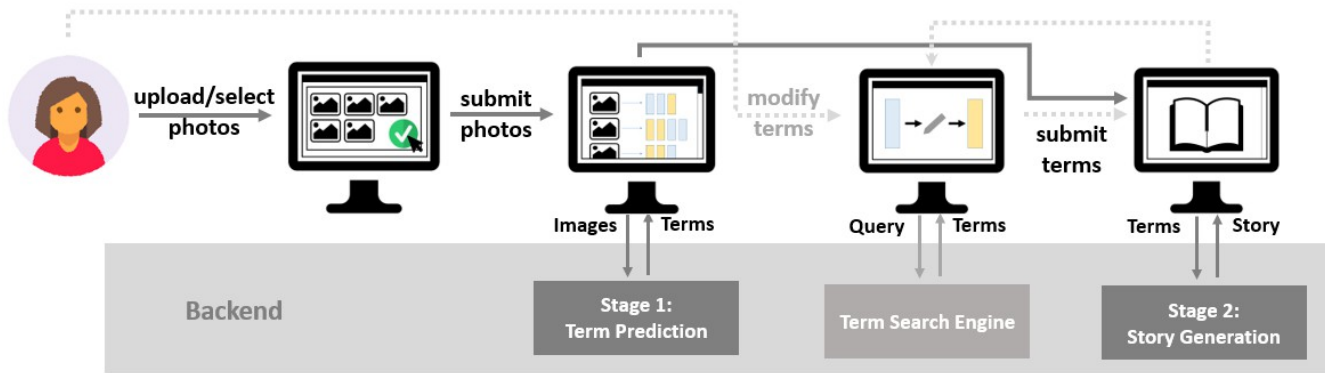 upload/select
photos
submit
photos
modify
terms
submit
terms
Images
Terms
Query
Terms
Terms
Story
Backend
Stage 1:
Term Prediction
Term Search Engine
Stage 2:
Story Generation